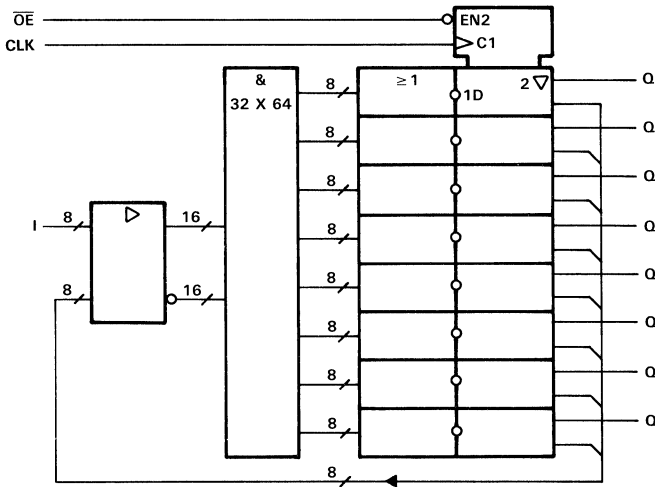 OE EN2
CLK C1
& ≥1 1D 2 ▽ Q
32 X 64 8
8 Q
8 Q
I 8 ▷ 16 8 Q
8 16 8 Q
8 Q
8 Q
8 Q
8